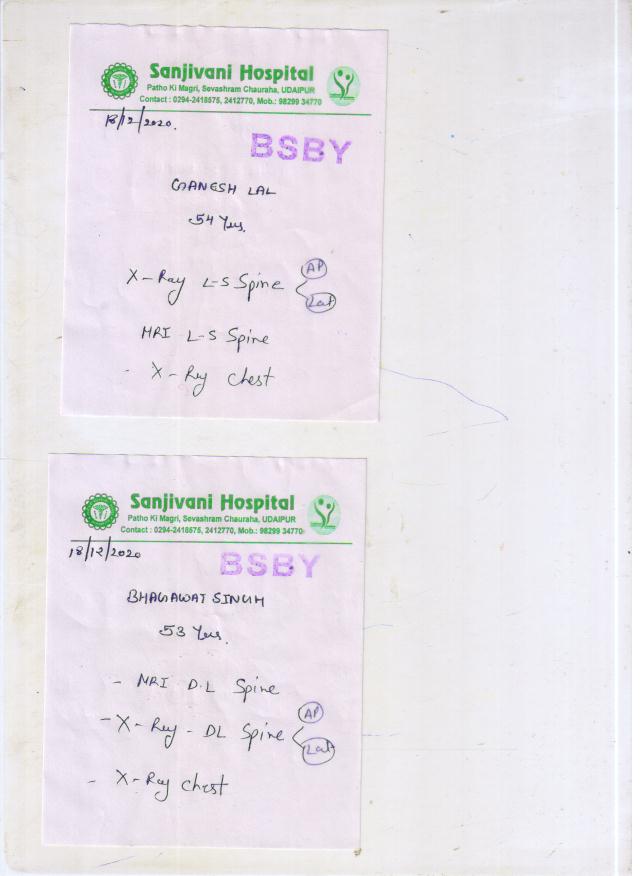 Sanjivani Hospital
Patho Ki Magri, Sevashram Chauraha, UDAIPUR
Contact : 0294-2418575, 2412770, Mob.: 98299 34770
18/12/2020.
BSBY
GANESH LAL
54 Yrs.
X-Ray L-S Spine AP
Lat
MRI L-S Spine
- X-Ray Chest
Sanjivani Hospital
Patho Ki Magri, Sevashram Chauraha, UDAIPUR
Contact : 0294-2418575, 2412770, Mob.: 98299 34770
18/12/2020
BSBY
BHAGAWAT SINGH
53 Yrs.
- MRI D.L Spine
- X-Ray - DL Spine AP
Lat
- X-Ray Chest